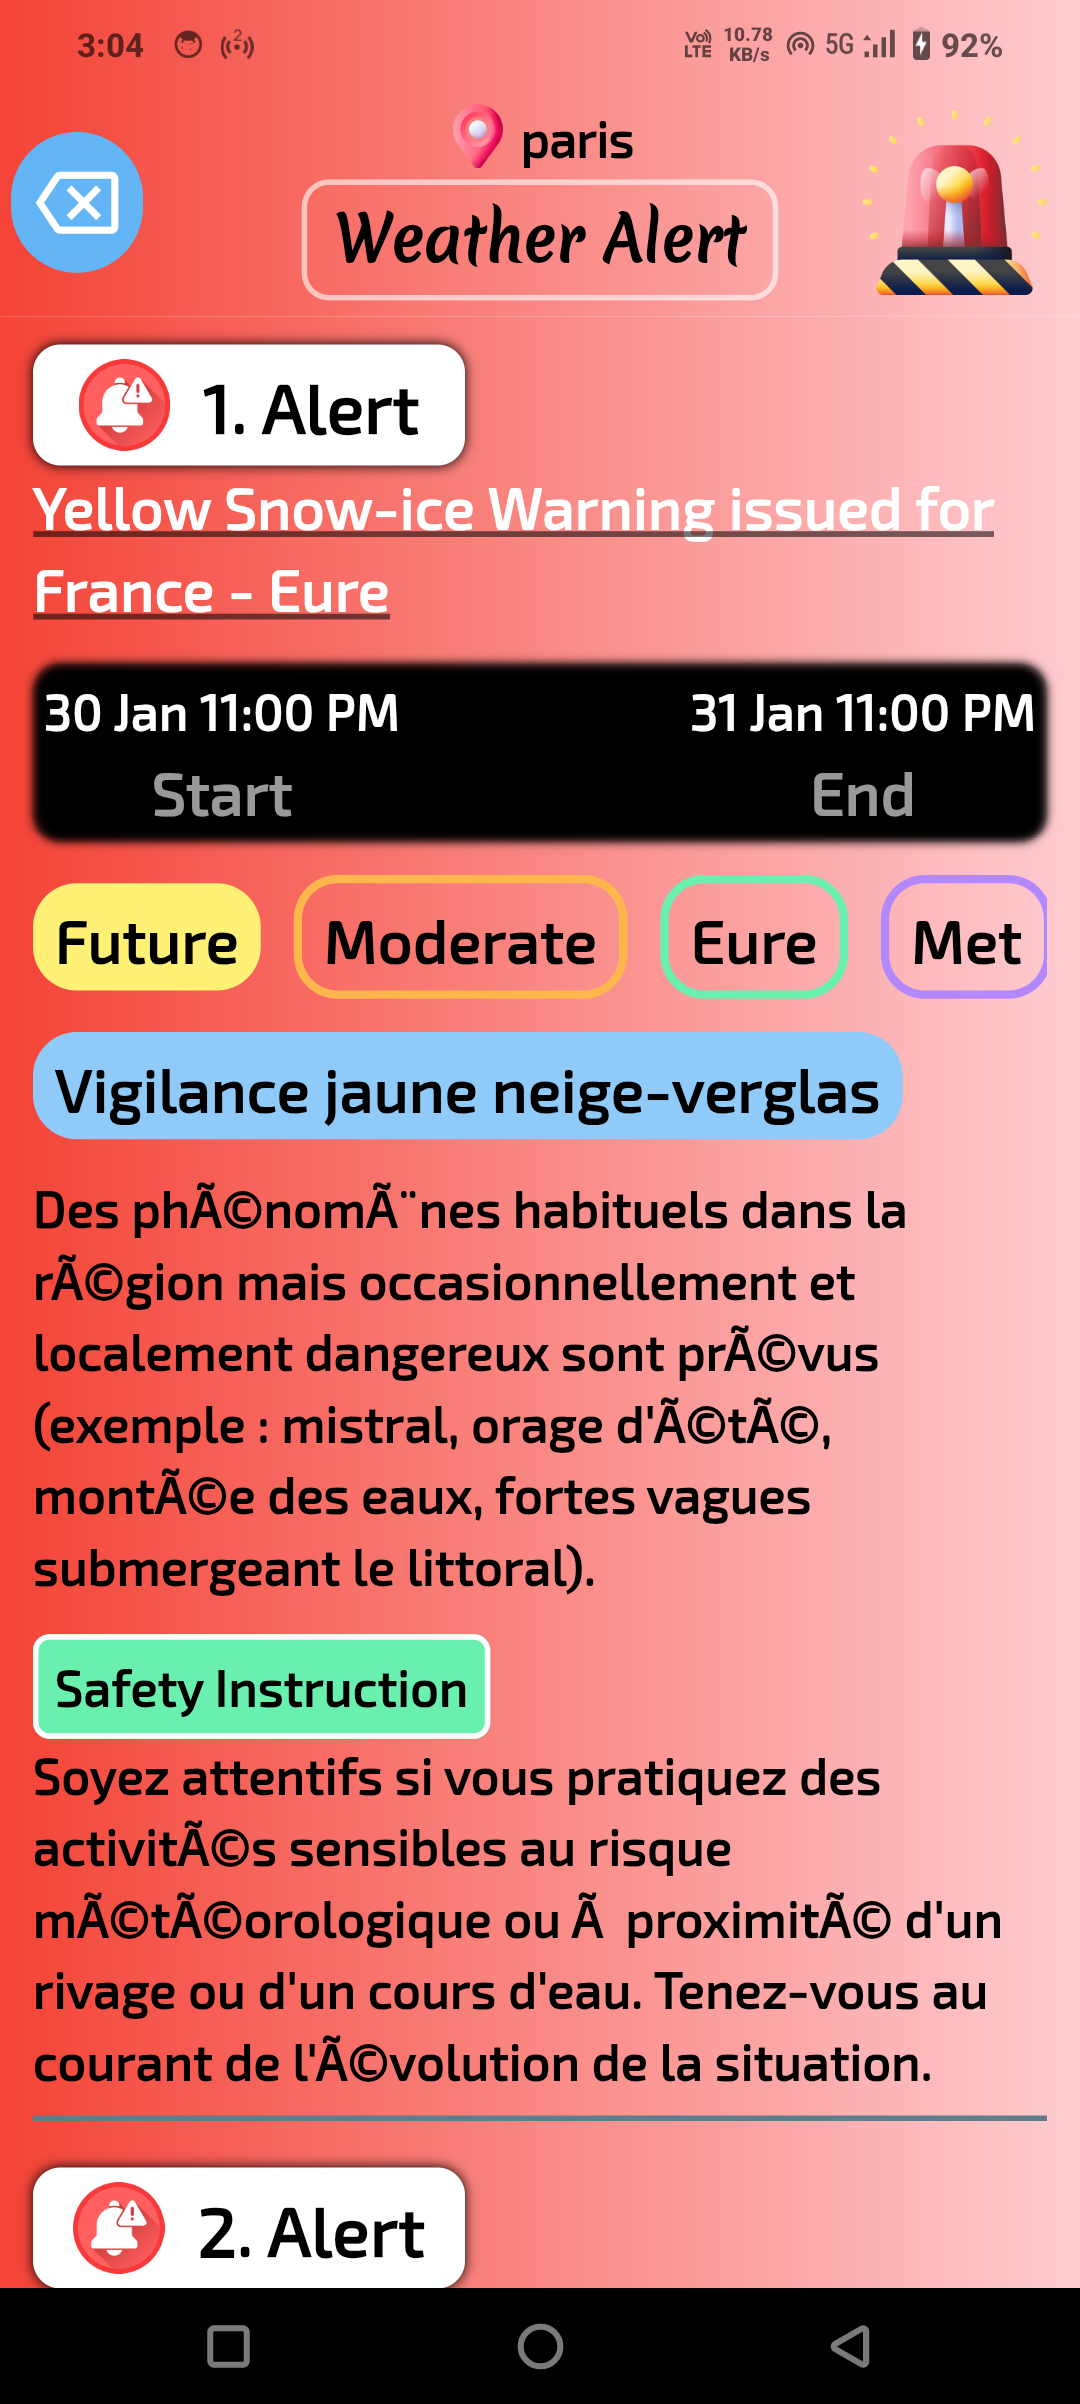 3:04
2
Vo)) LTE 10.78 KB/s 5G 92%
paris
Weather Alert
1. Alert
Yellow Snow-ice Warning issued for
France - Eure
30 Jan 11:00 PM 31 Jan 11:00 PM
Start End
Future Moderate Eure Met
Vigilance jaune neige-verglas
Des phÃ©nomÃ¨nes habituels dans la
rÃ©gion mais occasionnellement et
localement dangereux sont prÃ©vus
(exemple : mistral, orage d'Ã©tÃ©,
montÃ©e des eaux, fortes vagues
submergeant le littoral).
Safety Instruction
Soyez attentifs si vous pratiquez des
activitÃ©s sensibles au risque
mÃ©tÃ©orologique ou Ã  proximitÃ© d'un
rivage ou d'un cours d'eau. Tenez-vous au
courant de l'Ã©volution de la situation.
2. Alert